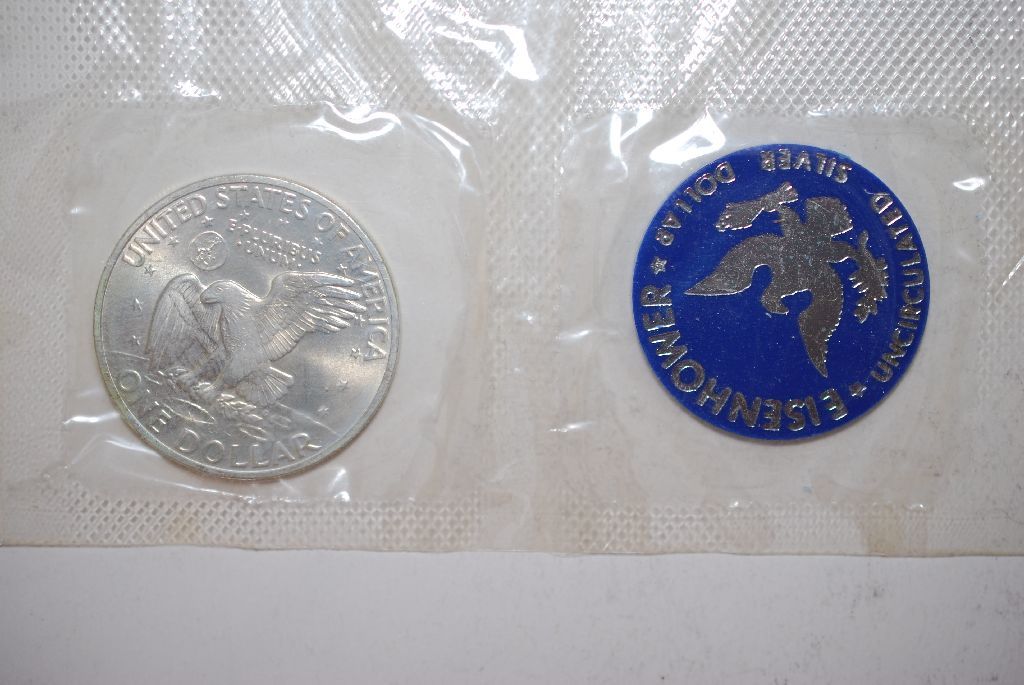 UNITED STATES OF AMERICA
E PLURIBUS
UNUM
ONE DOLLAR
EISENHOWER
UNCIRCULATED SILVER DOLLAR